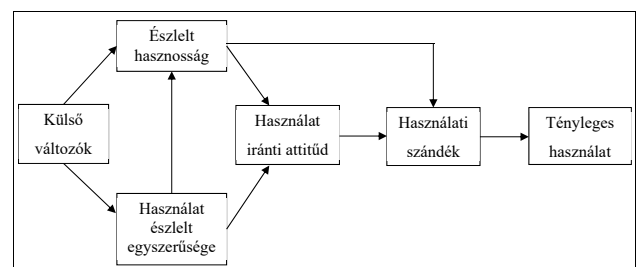 Észlelt
hasznosság
Külső
változók
Használat
iránti attitűd
Használati
szándék
Tényleges
használat
Használat
észlelt
egyszerűsége